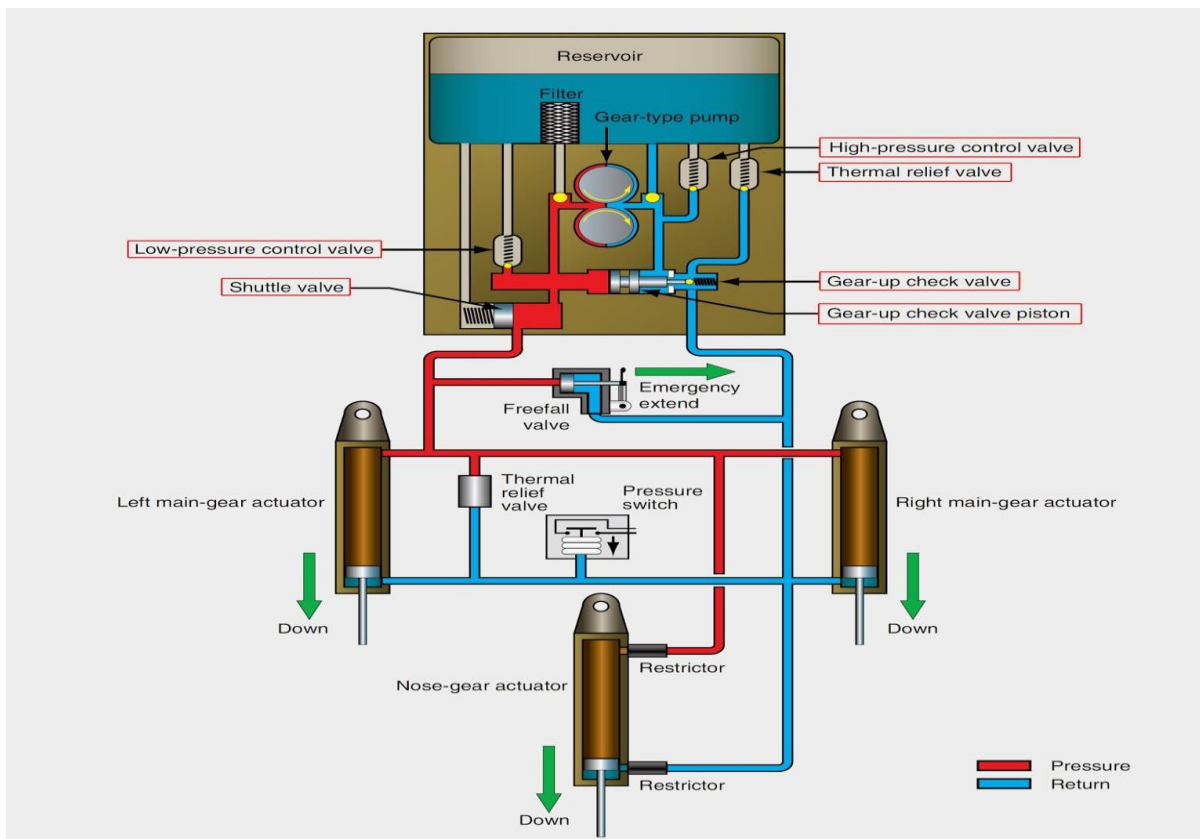 Reservoir
Filter
Gear-type pump
High-pressure control valve
Thermal relief valve
Low-pressure control valve
Shuttle valve
Gear-up check valve
Gear-up check valve piston
Emergency
extend
Freefall
valve
Left main-gear actuator
Thermal
relief
valve
Pressure
switch
Right main-gear actuator
Down
Down
Restrictor
Nose-gear actuator
Restrictor
Down
Pressure
Return